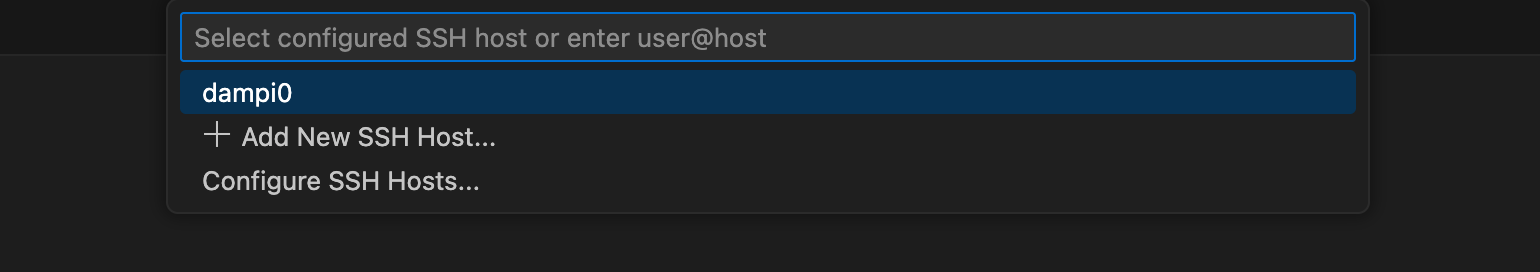 Select configured SSH host or enter user@host
dampi0
Add New SSH Host...
Configure SSH Hosts...